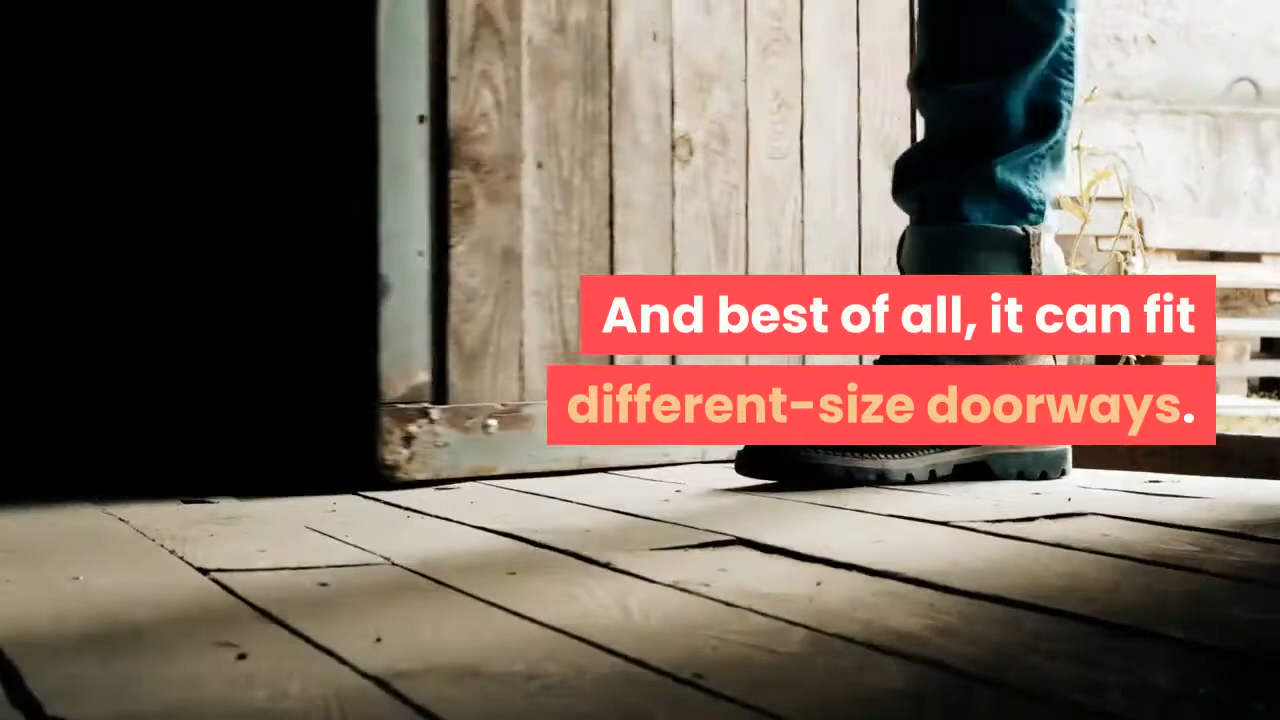 And best of all, it can fit
different-size doorways.